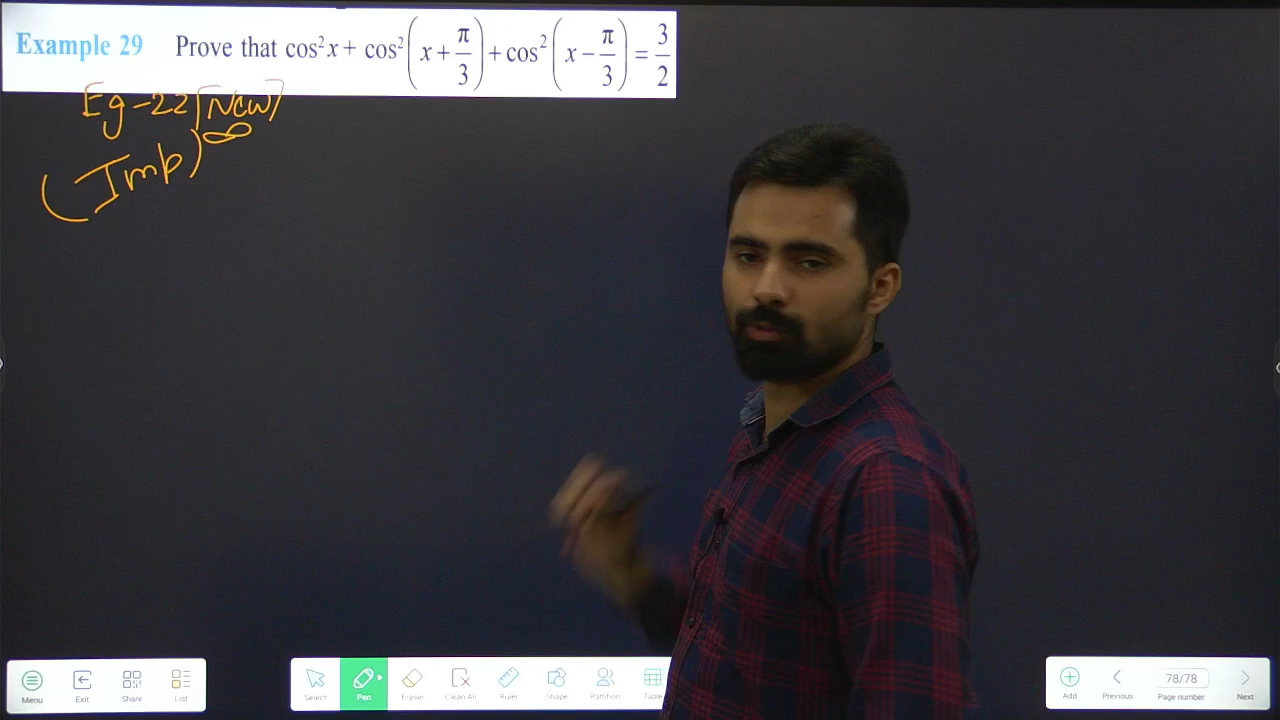 Example 29 Prove that cos²x + cos²(x + π/3) + cos²(x − π/3) = 3/2
Eg-22 [New]
(Imp)^∞
Menu Exit Share List
Select Pen Eraser Clean All Ruler Shape Partition Table
Add Previous 78/78 Page number Next